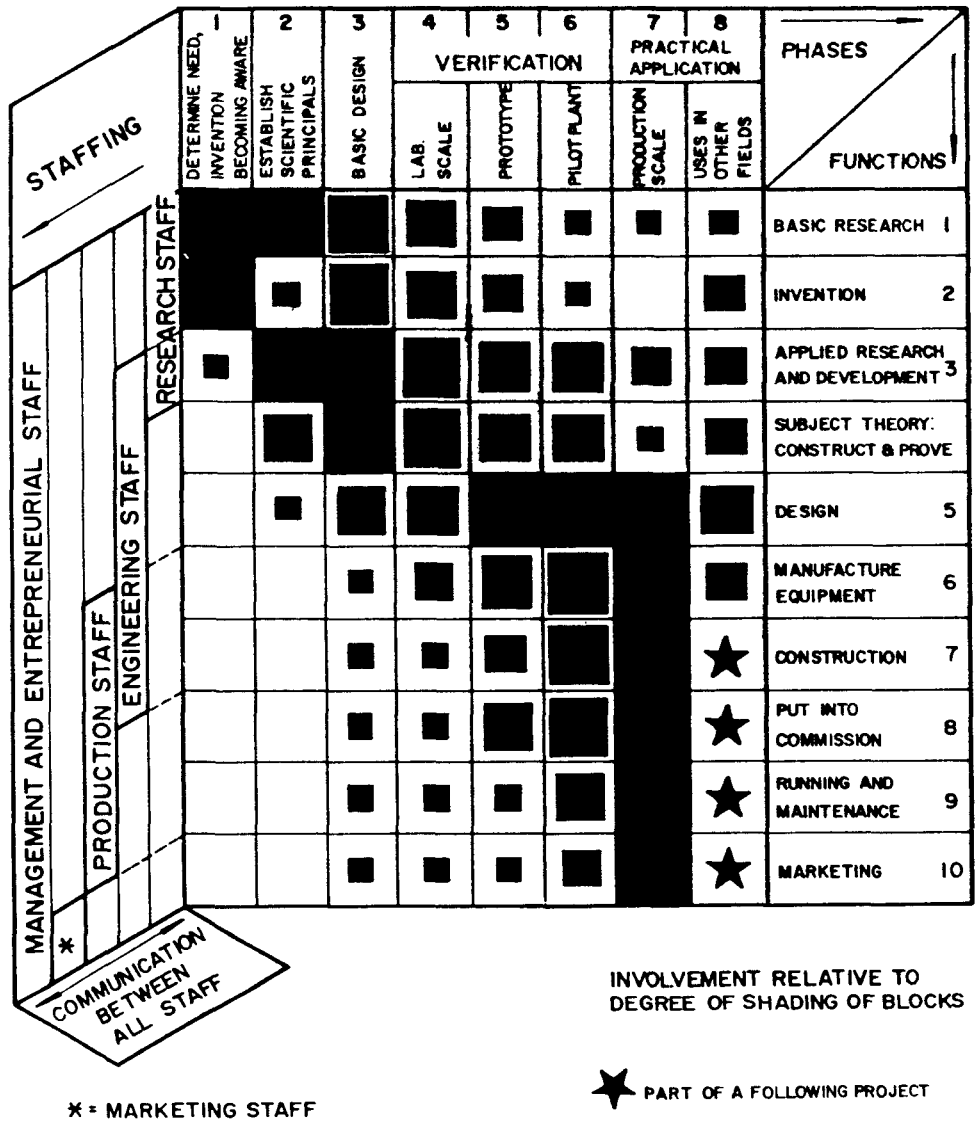 1 2 3 4 5 6 7 8
VERIFICATION
PRACTICAL
APPLICATION
PHASES
FUNCTIONS
DETERMINE NEED,
INVENTION
BECOMING AWARE
ESTABLISH
SCIENTIFIC
PRINCIPALS
BASIC DESIGN
LAB.
SCALE
PROTOTYPE
PILOT PLANT
PRODUCTION
SCALE
USES IN
OTHER
FIELDS
STAFFING
RESEARCH STAFF
ENGINEERING STAFF
PRODUCTION STAFF
MANAGEMENT AND ENTREPRENEURIAL STAFF
*
BASIC RESEARCH 1
INVENTION 2
APPLIED RESEARCH
AND DEVELOPMENT 3
SUBJECT THEORY:
CONSTRUCT & PROVE
DESIGN 5
MANUFACTURE
EQUIPMENT 6
CONSTRUCTION 7
PUT INTO
COMMISSION 8
RUNNING AND
MAINTENANCE 9
MARKETING 10
COMMUNICATION
BETWEEN
ALL STAFF
INVOLVEMENT RELATIVE TO
DEGREE OF SHADING OF BLOCKS
★ PART OF A FOLLOWING PROJECT
* = MARKETING STAFF